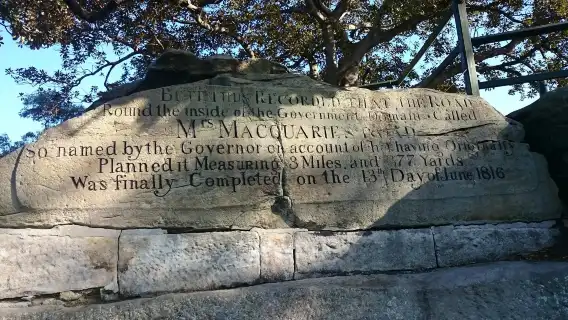 BE IT THUS RECORDED THAT THE ROAD
Round the inside of the Government Domain Called
Mrs MACQUARIE'S ROAD
So named by the Governor on account of her having Originally
Planned it Measuring 3 Miles, and 377 Yards
Was finally Completed on the 13th Day of June 1816